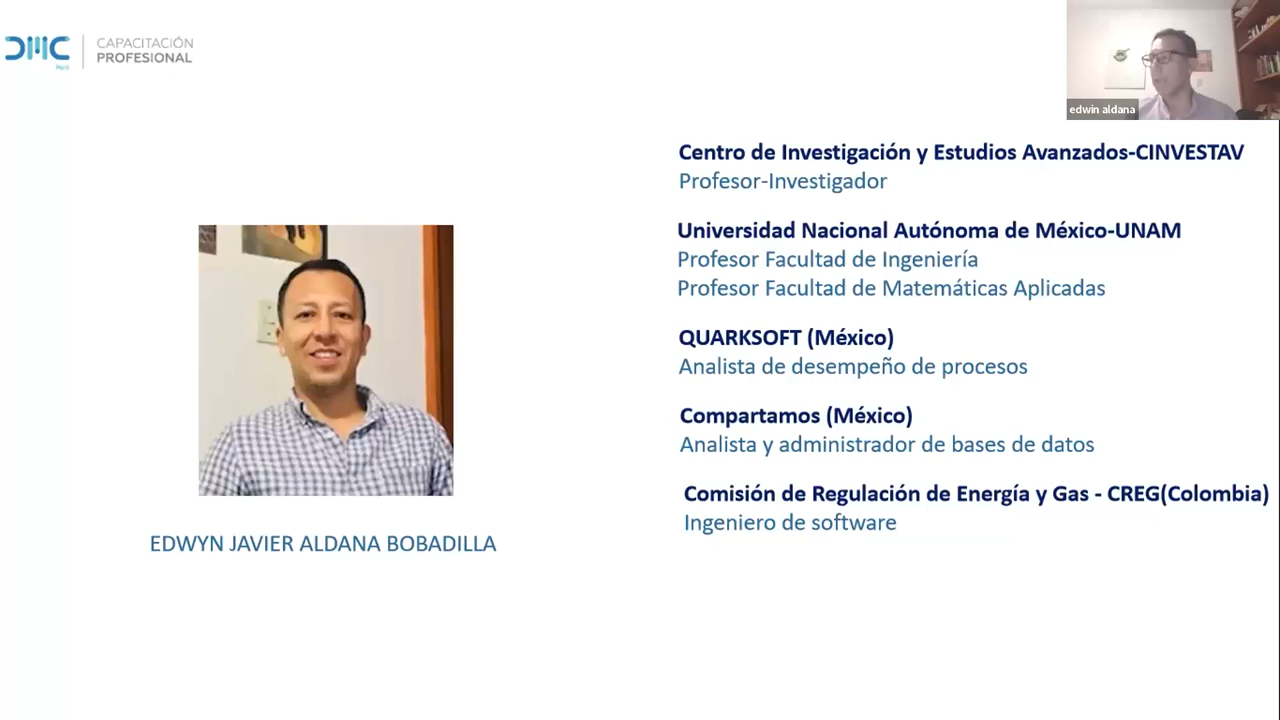 DMC
Perú
CAPACITACIÓN
PROFESIONAL
edwin aldana
Centro de Investigación y Estudios Avanzados-CINVESTAV
Profesor-Investigador
Universidad Nacional Autónoma de México-UNAM
Profesor Facultad de Ingeniería
Profesor Facultad de Matemáticas Aplicadas
QUARKSOFT (México)
Analista de desempeño de procesos
Compartamos (México)
Analista y administrador de bases de datos
Comisión de Regulación de Energía y Gas - CREG(Colombia)
Ingeniero de software
EDWYN JAVIER ALDANA BOBADILLA